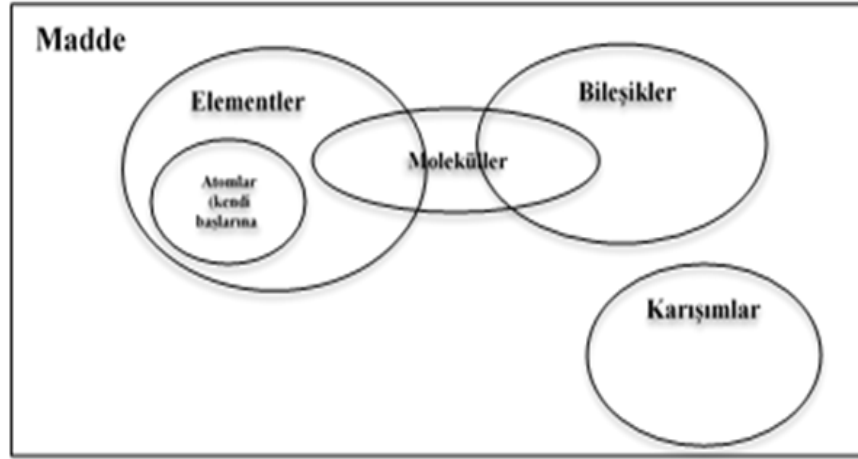 Madde
Elementler
Bileşikler
Moleküller
Atomlar
(kendi
başlarına
Karışımlar